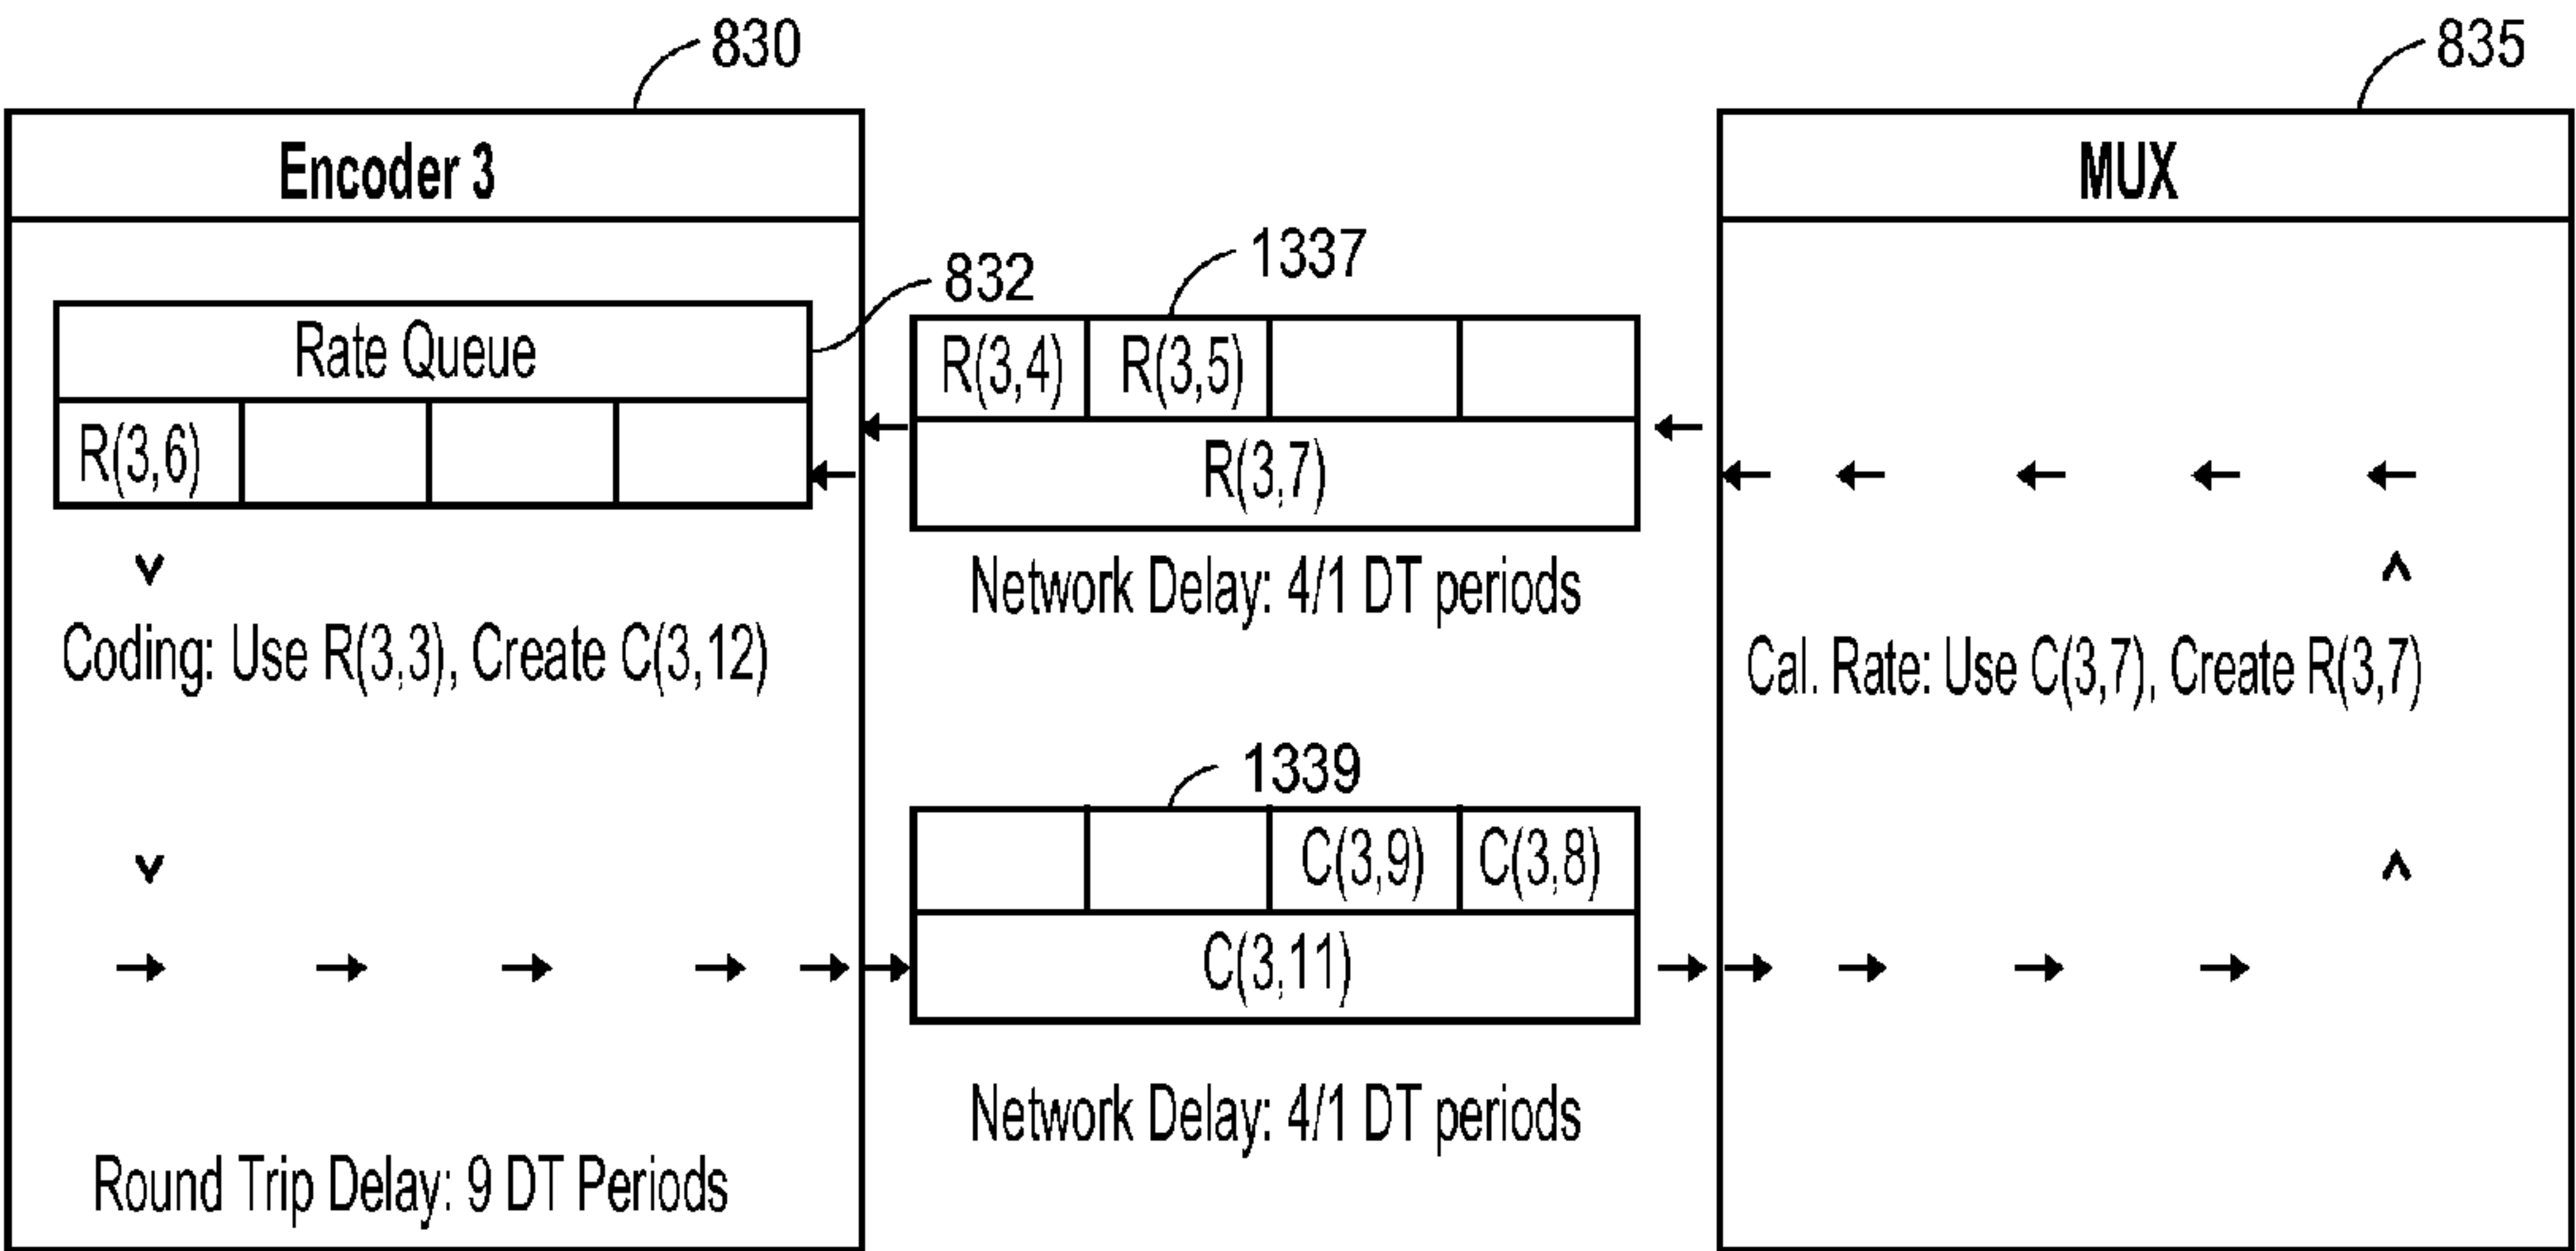 830
835
Encoder 3
MUX
832
1337
Rate Queue
R(3,4) R(3,5)
R(3,6)
R(3,7)
Network Delay: 4/1 DT periods
Coding: Use R(3,3), Create C(3,12)
Cal. Rate: Use C(3,7), Create R(3,7)
1339
C(3,9) C(3,8)
C(3,11)
Network Delay: 4/1 DT periods
Round Trip Delay: 9 DT Periods